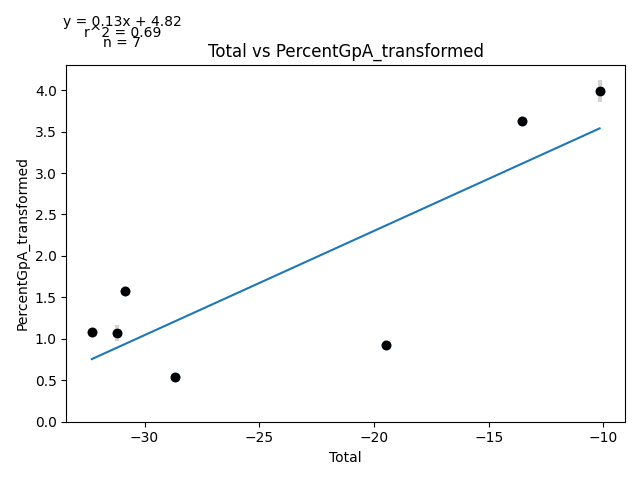 y = 0.13x + 4.82
r^2 = 0.69
n = 7
Total vs PercentGpA_transformed
PercentGpA_transformed
4.0
3.5
3.0
2.5
2.0
1.5
1.0
0.5
0.0
−30
−25
−20
−15
−10
Total